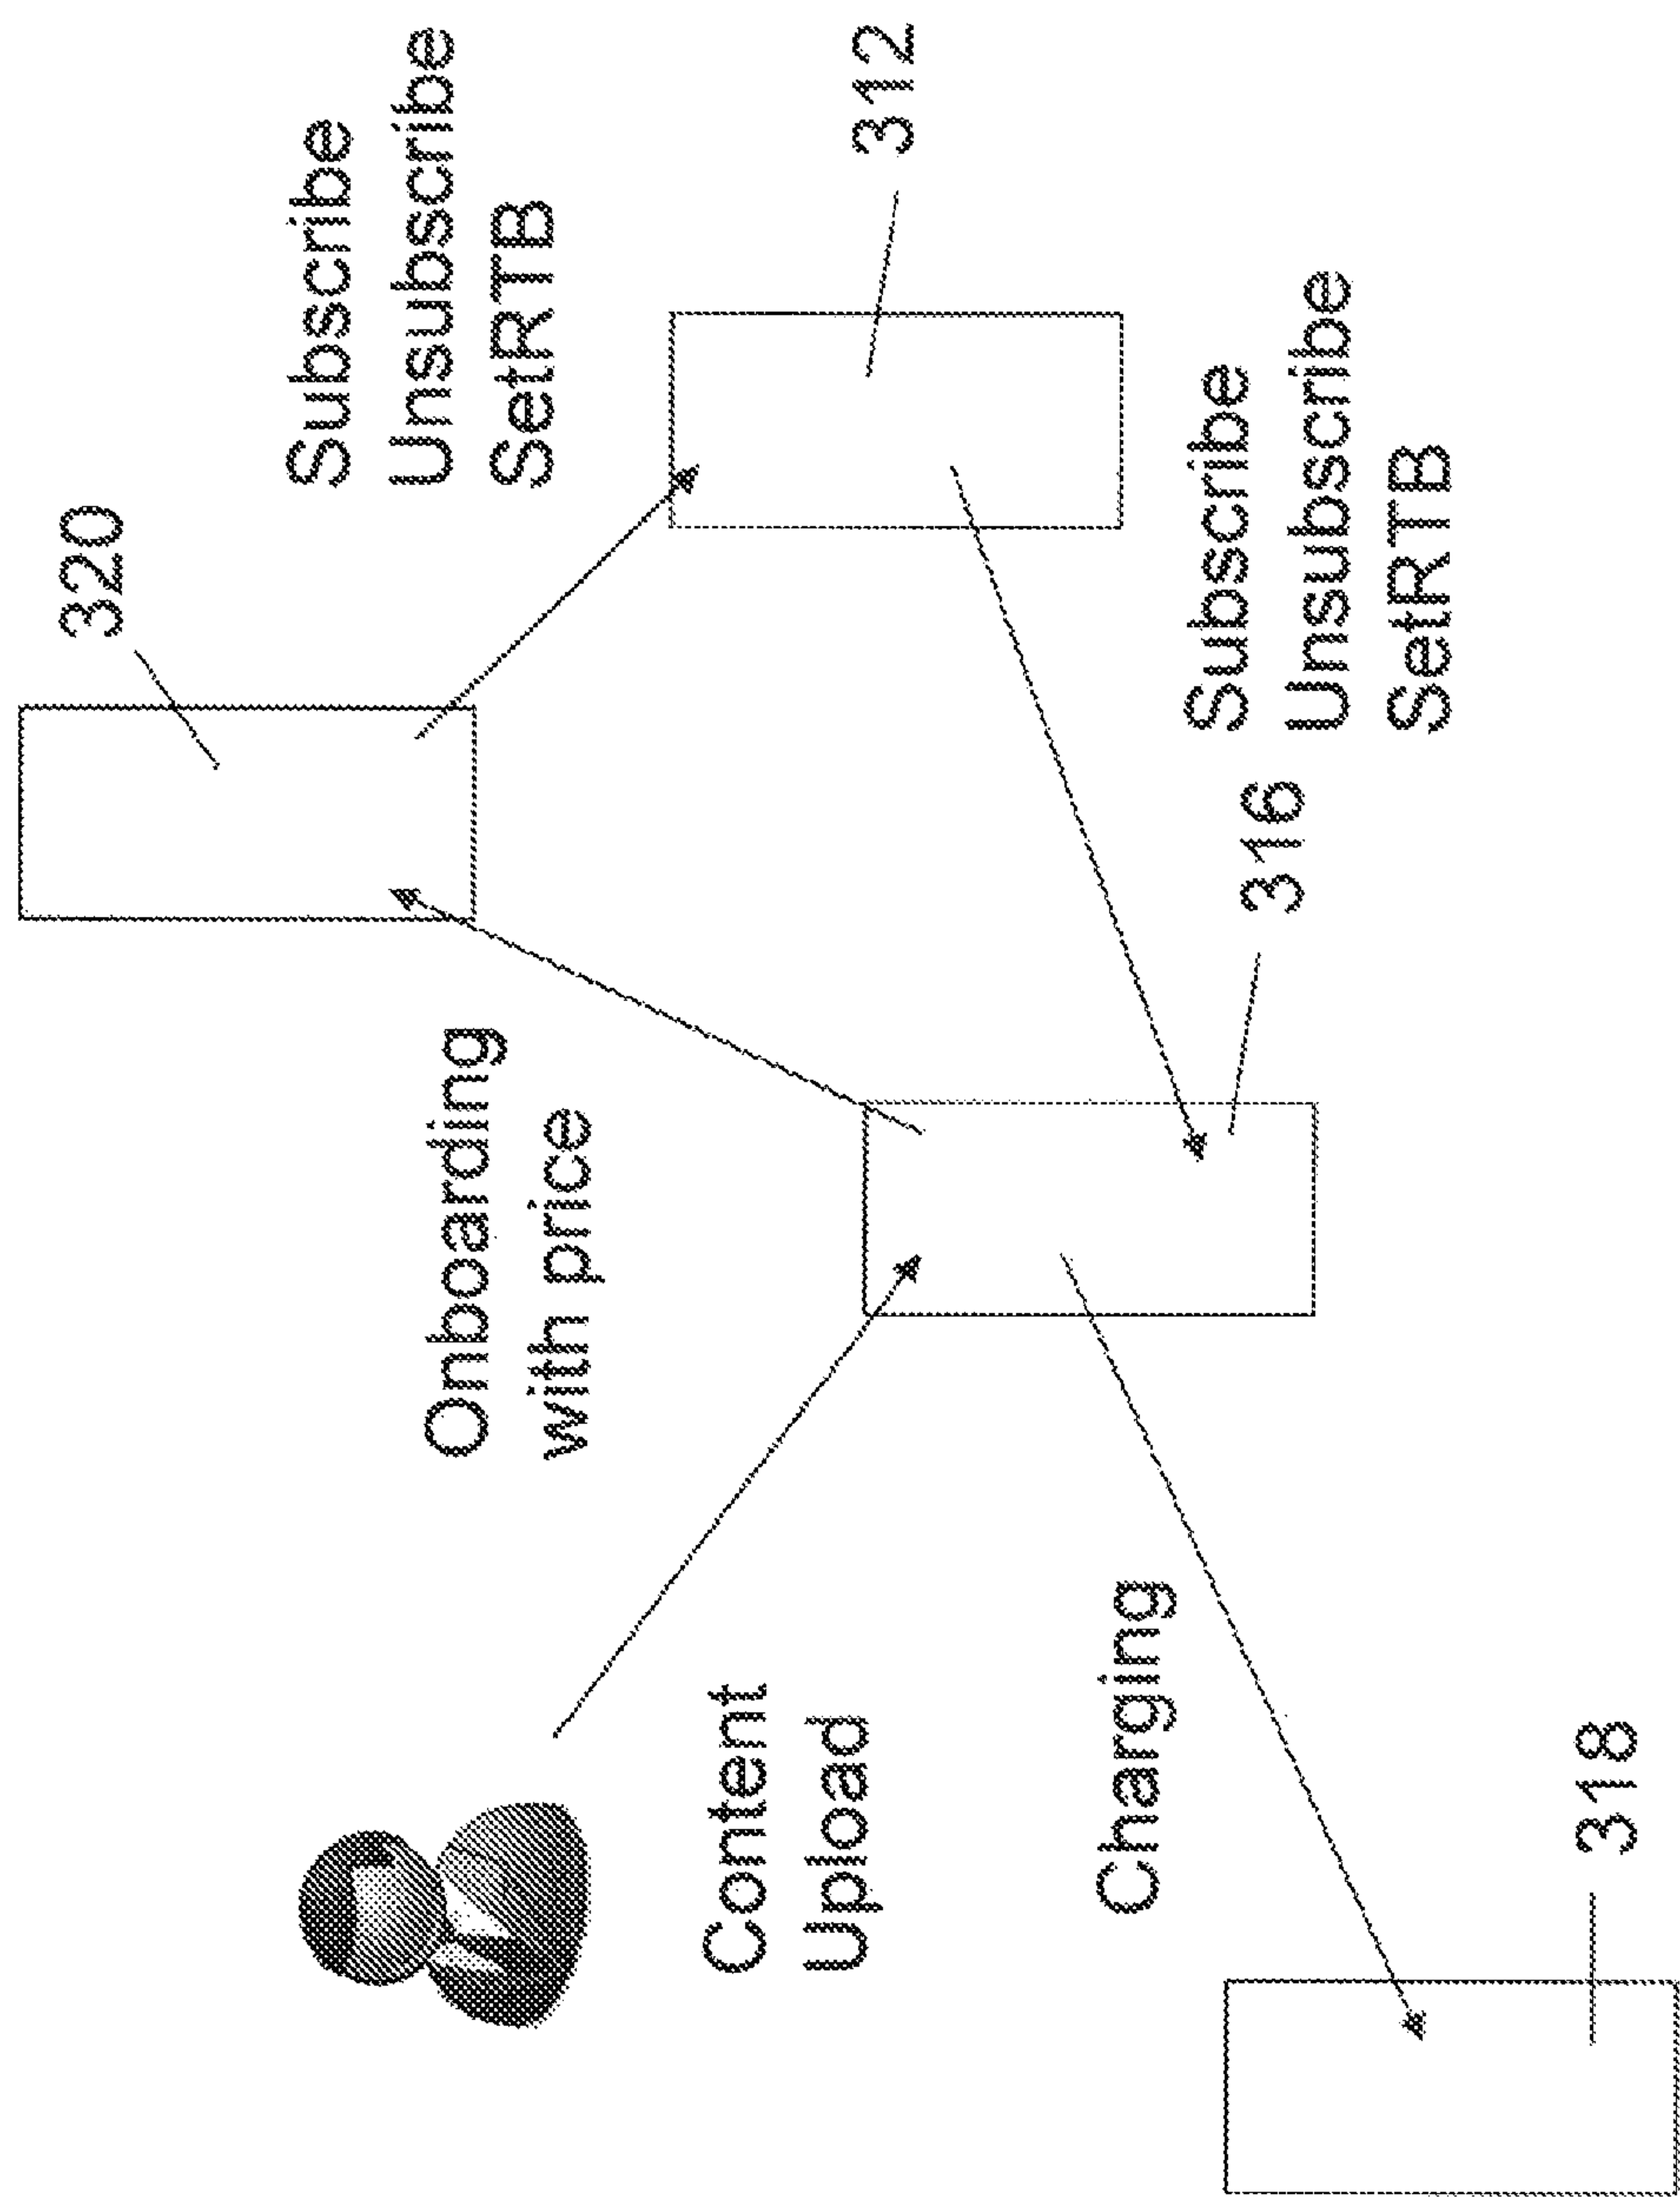 320
Subscribe
Unsubscribe
SetRTB
Onboarding
with price
Content
Upload
312
Charging
316
Subscribe
Unsubscribe
SetRTB
318